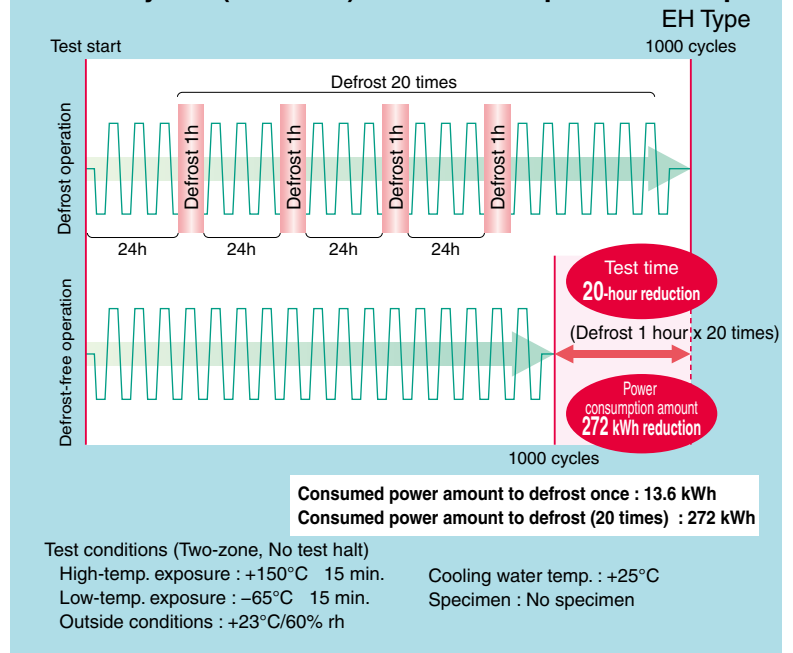 EH Type
Test start
1000 cycles
Defrost 20 times
Defrost operation
Defrost 1h
Defrost 1h
Defrost 1h
Defrost 1h
24h
24h
24h
24h
Defrost-free operation
Test time
20-hour reduction
(Defrost 1 hour x 20 times)
Power
consumption amount
272 kWh reduction
1000 cycles
Consumed power amount to defrost once : 13.6 kWh
Consumed power amount to defrost (20 times) : 272 kWh
Test conditions (Two-zone, No test halt)
High-temp. exposure : +150°C 15 min.
Low-temp. exposure : −65°C 15 min.
Outside conditions : +23°C/60% rh
Cooling water temp. : +25°C
Specimen : No specimen